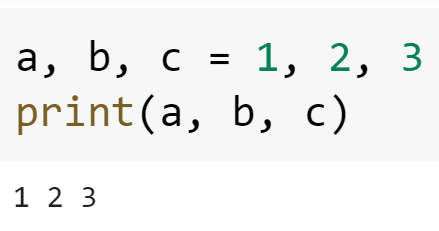 a, b, c = 1, 2, 3
print(a, b, c)
1 2 3